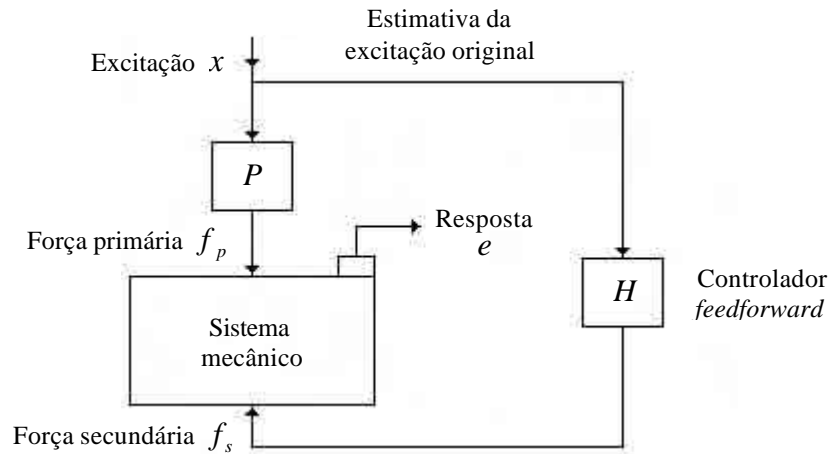 Estimativa da
excitação original
Excitação x
P
Resposta
e
Força primária f_p
H
Controlador
feedforward
Sistema
mecânico
Força secundária f_s